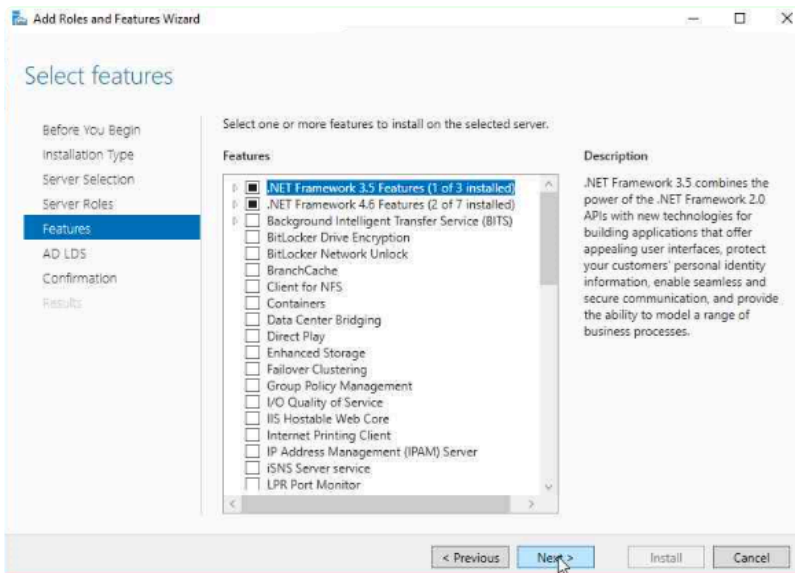 Add Roles and Features Wizard
Select features
Before You Begin
Installation Type
Server Selection
Server Roles
Features
AD LDS
Confirmation
Results
Select one or more features to install on the selected server.
Features
.NET Framework 3.5 Features (1 of 3 installed)
.NET Framework 4.6 Features (2 of 7 installed)
Background Intelligent Transfer Service (BITS)
BitLocker Drive Encryption
BitLocker Network Unlock
BranchCache
Client for NFS
Containers
Data Center Bridging
Direct Play
Enhanced Storage
Failover Clustering
Group Policy Management
I/O Quality of Service
IIS Hostable Web Core
Internet Printing Client
IP Address Management (IPAM) Server
iSNS Server service
LPR Port Monitor
Description
.NET Framework 3.5 combines the
power of the .NET Framework 2.0
APIs with new technologies for
building applications that offer
appealing user interfaces, protect
your customers' personal identity
information, enable seamless and
secure communication, and provide
the ability to model a range of
business processes.
< Previous
Next >
Install
Cancel